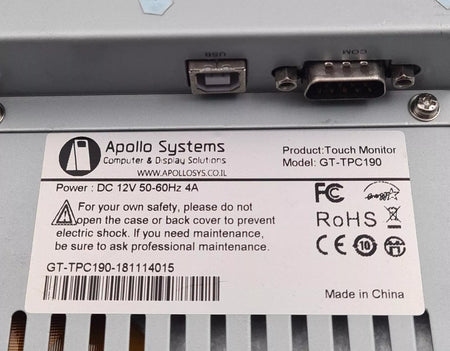 USB
COM
Apollo Systems
Computer & Display Solutions
WWW.APOLLOSYS.CO.IL
Product:Touch Monitor
Model: GT-TPC190
Power : DC 12V 50-60Hz 4A
For your own safety, please do not
open the case or back cover to prevent
electric shock. If you need maintenance,
be sure to ask professional maintenance.
FC
RoHS
CE 10
GT-TPC190-181114015
Made in China